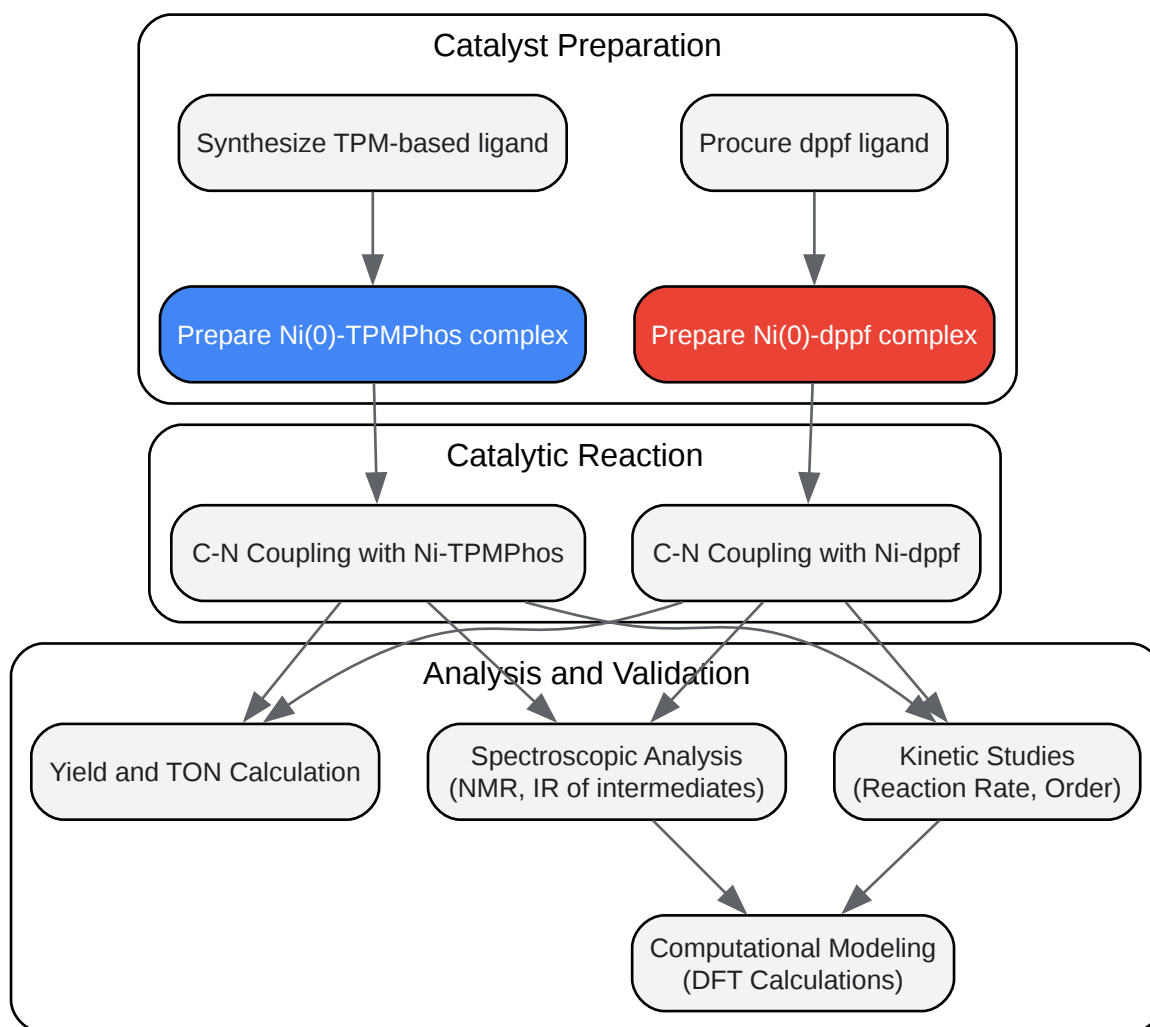 Catalyst Preparation
Synthesize TPM-based ligand
Procure dppf ligand
Prepare Ni(0)-TPMPhos complex
Prepare Ni(0)-dppf complex
Catalytic Reaction
C-N Coupling with Ni-TPMPhos
C-N Coupling with Ni-dppf
Analysis and Validation
Yield and TON Calculation
Spectroscopic Analysis
(NMR, IR of intermediates)
Kinetic Studies
(Reaction Rate, Order)
Computational Modeling
(DFT Calculations)